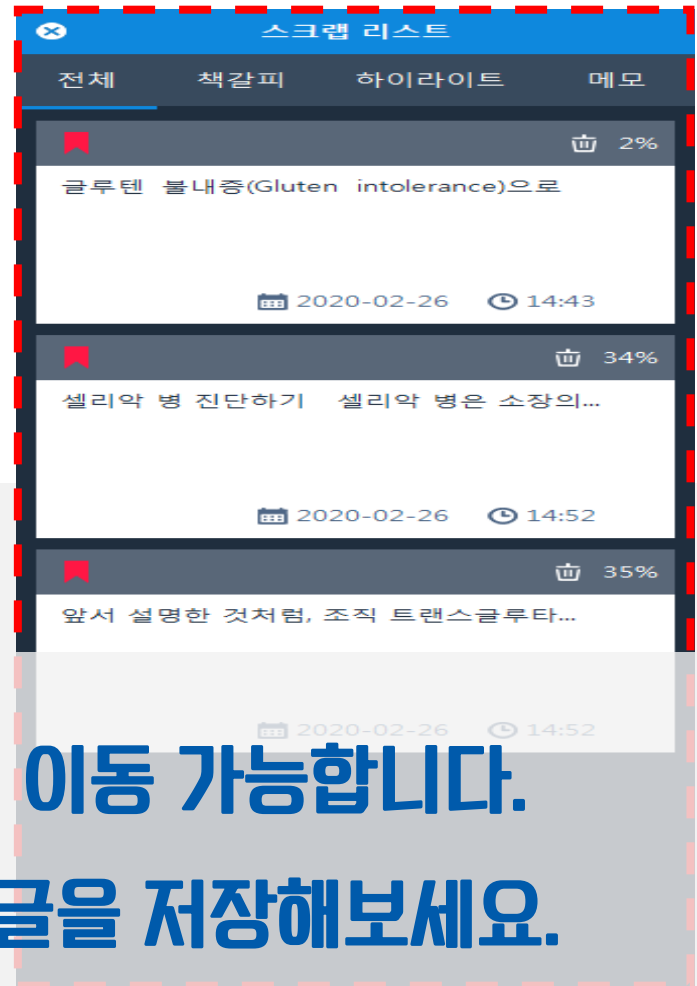 스크랩 리스트
전체 책갈피 하이라이트 메모
2%
글루텐 불내증(Gluten intolerance)으로
2020-02-26 14:43
34%
셀리악 병 진단하기 셀리악 병은 소장의...
2020-02-26 14:52
35%
앞서 설명한 것처럼, 조직 트랜스글루타...
2020-02-26 14:52
이동 가능합니다.
글을 저장해보세요.